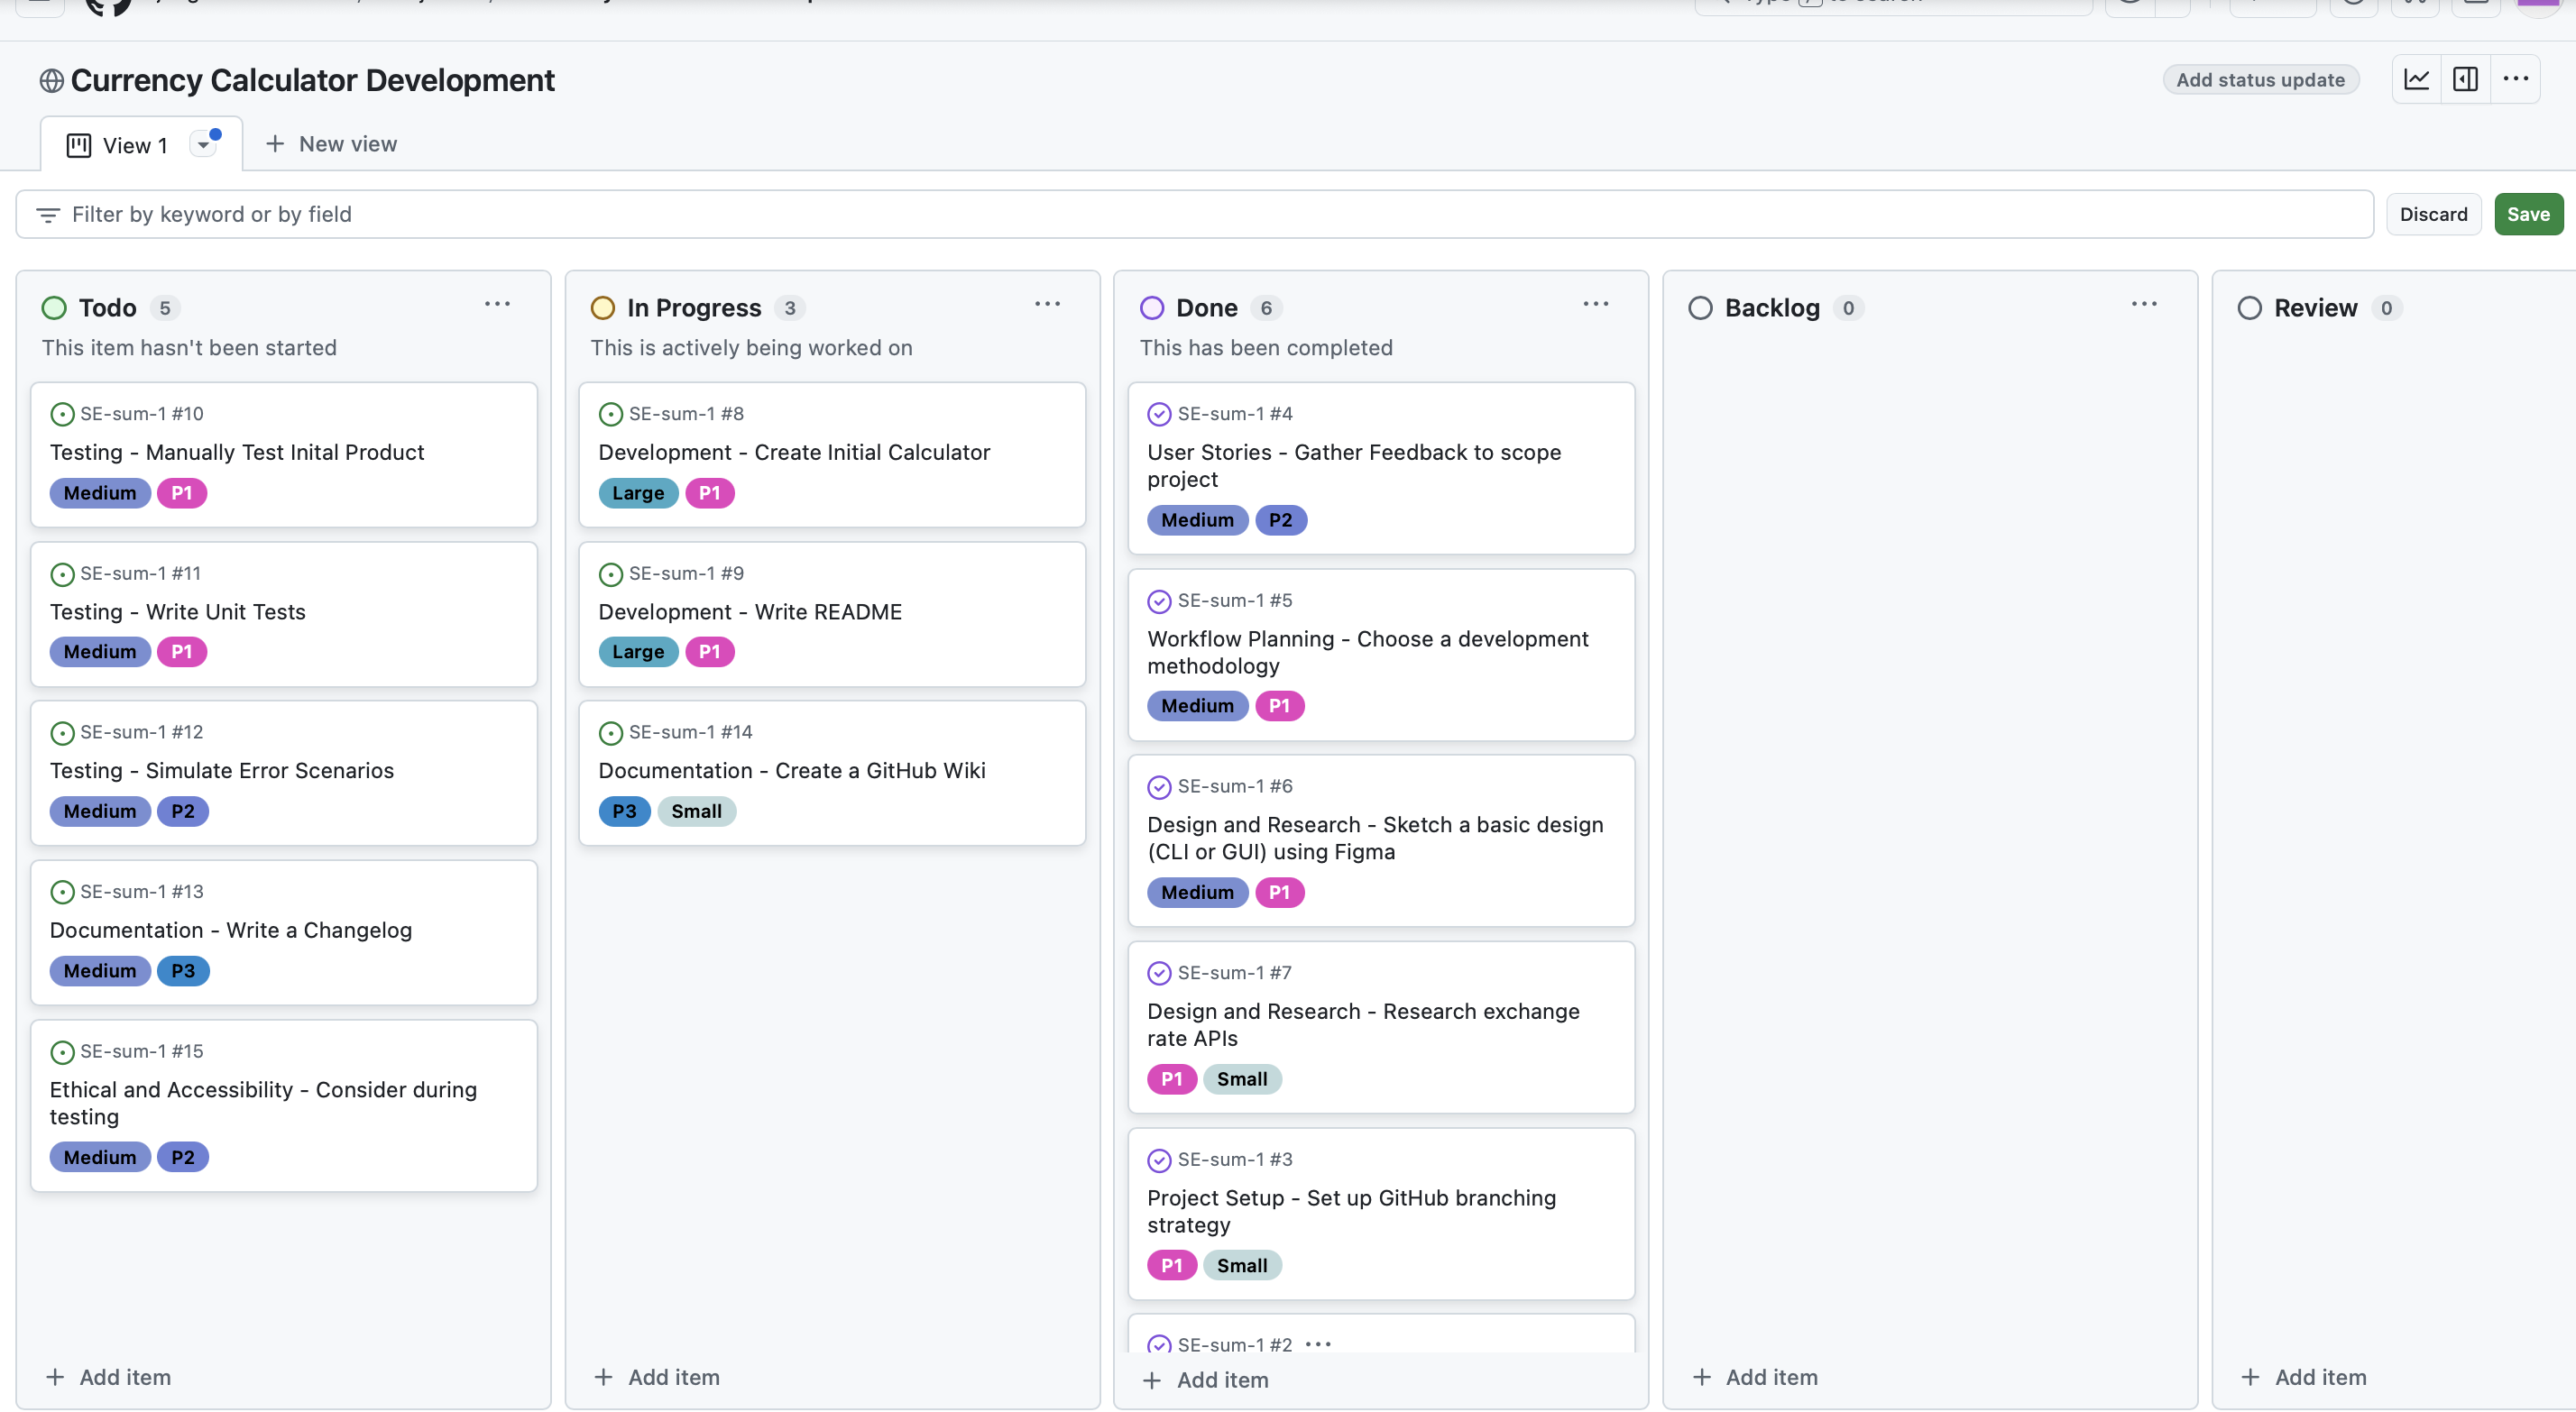 Currency Calculator Development
Add status update
View 1
New view
Filter by keyword or by field
Discard
Save
Todo 5
This item hasn't been started
SE-sum-1 #10
Testing - Manually Test Inital Product
Medium P1
SE-sum-1 #11
Testing - Write Unit Tests
Medium P1
SE-sum-1 #12
Testing - Simulate Error Scenarios
Medium P2
SE-sum-1 #13
Documentation - Write a Changelog
Medium P3
SE-sum-1 #15
Ethical and Accessibility - Consider during
testing
Medium P2
Add item
In Progress 3
This is actively being worked on
SE-sum-1 #8
Development - Create Initial Calculator
Large P1
SE-sum-1 #9
Development - Write README
Large P1
SE-sum-1 #14
Documentation - Create a GitHub Wiki
P3 Small
Add item
Done 6
This has been completed
SE-sum-1 #4
User Stories - Gather Feedback to scope
project
Medium P2
SE-sum-1 #5
Workflow Planning - Choose a development
methodology
Medium P1
SE-sum-1 #6
Design and Research - Sketch a basic design
(CLI or GUI) using Figma
Medium P1
SE-sum-1 #7
Design and Research - Research exchange
rate APIs
P1 Small
SE-sum-1 #3
Project Setup - Set up GitHub branching
strategy
P1 Small
SE-sum-1 #2
Add item
Backlog 0
Add item
Review 0
Add item